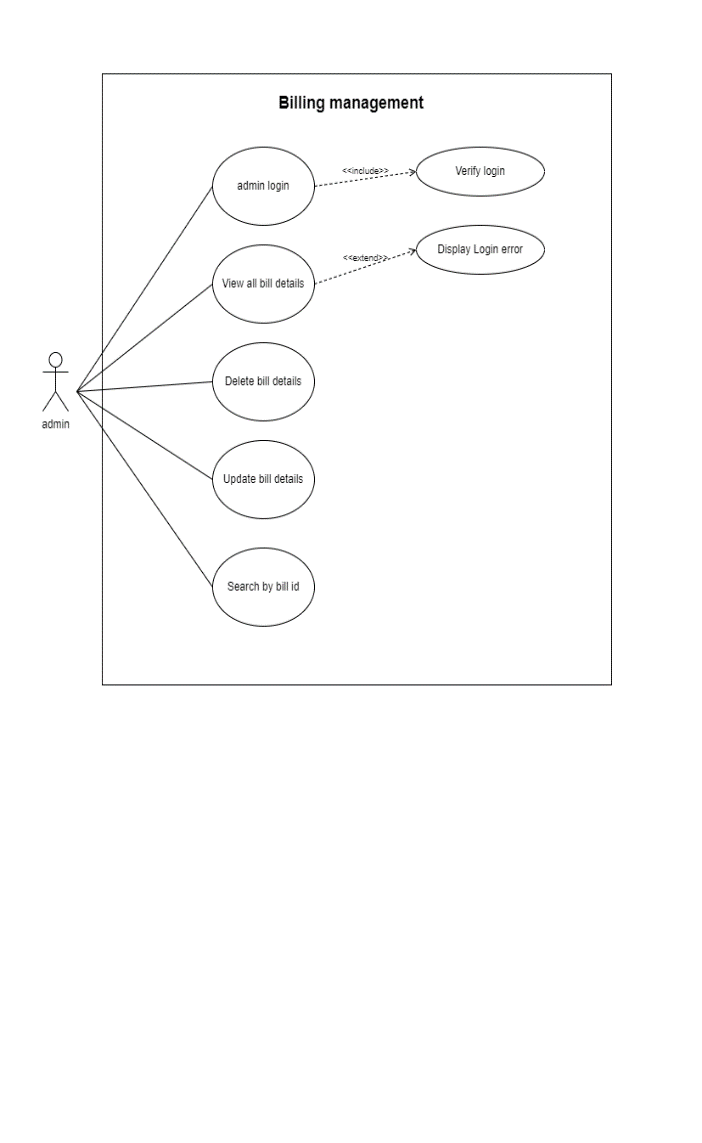 Billing management
admin login
<<include>>
Verify login
View all bill details
<<extend>>
Display Login error
Delete bill details
admin
Update bill details
Search by bill id